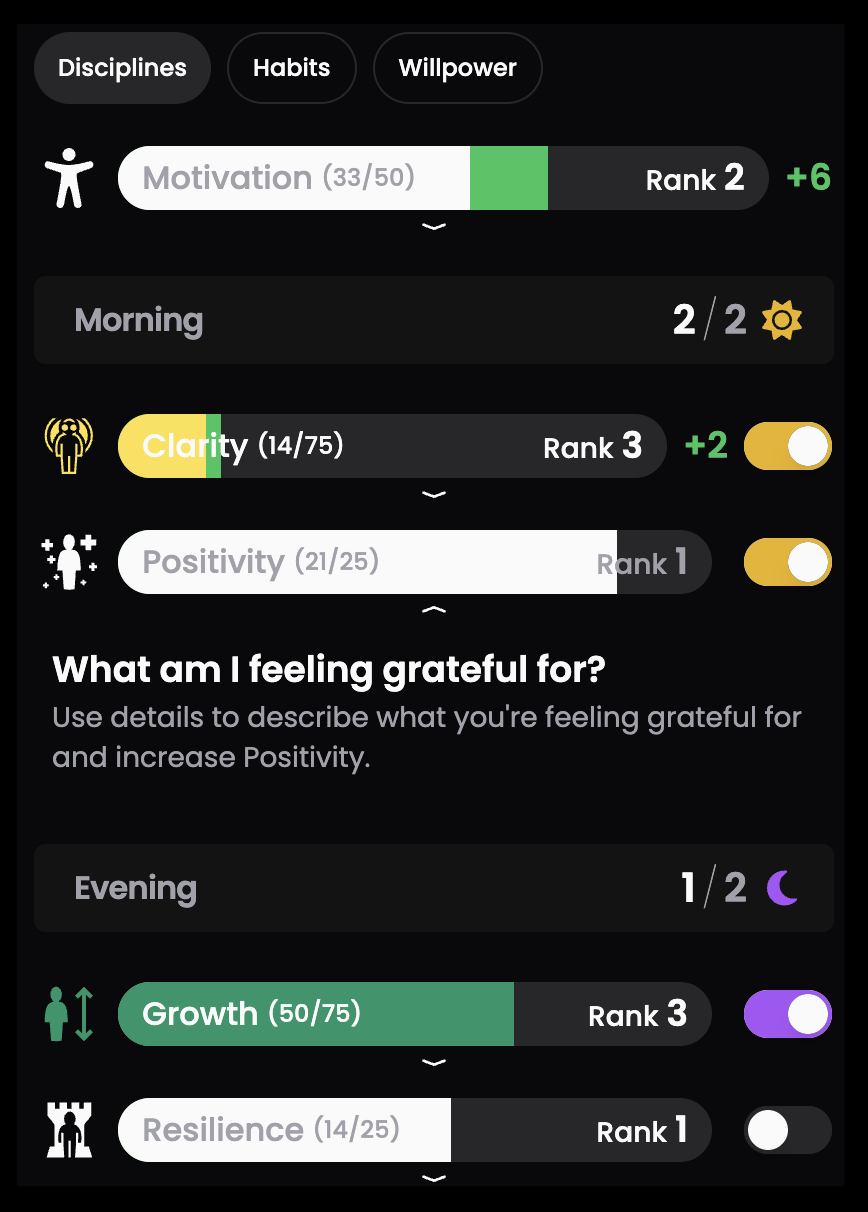 Disciplines Habits Willpower
Motivation (33/50) Rank 2 +6
Morning 2/2
Clarity (14/75) Rank 3 +2
Positivity (21/25) Rank 1
What am I feeling grateful for?
Use details to describe what you're feeling grateful for
and increase Positivity.
Evening 1/2
Growth (50/75) Rank 3
Resilience (14/25) Rank 1